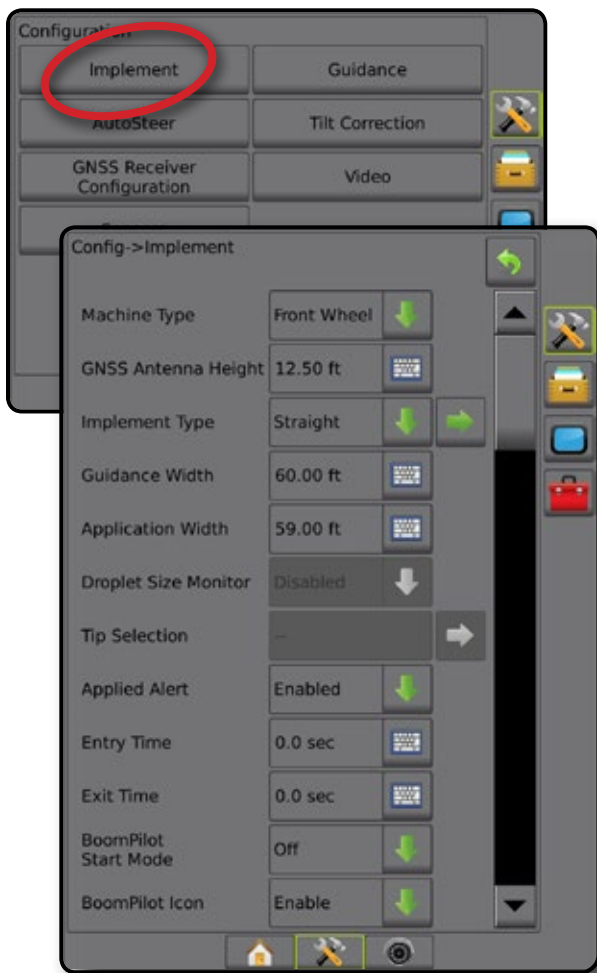 Configuration
Implement
Guidance
AutoSteer
Tilt Correction
GNSS Receiver
Configuration
Video
Config->Implement
Machine Type
Front Wheel
GNSS Antenna Height
12.50 ft
Implement Type
Straight
Guidance Width
60.00 ft
Application Width
59.00 ft
Droplet Size Monitor
Disabled
Tip Selection
--
Applied Alert
Enabled
Entry Time
0.0 sec
Exit Time
0.0 sec
BoomPilot
Start Mode
Off
BoomPilot Icon
Enable